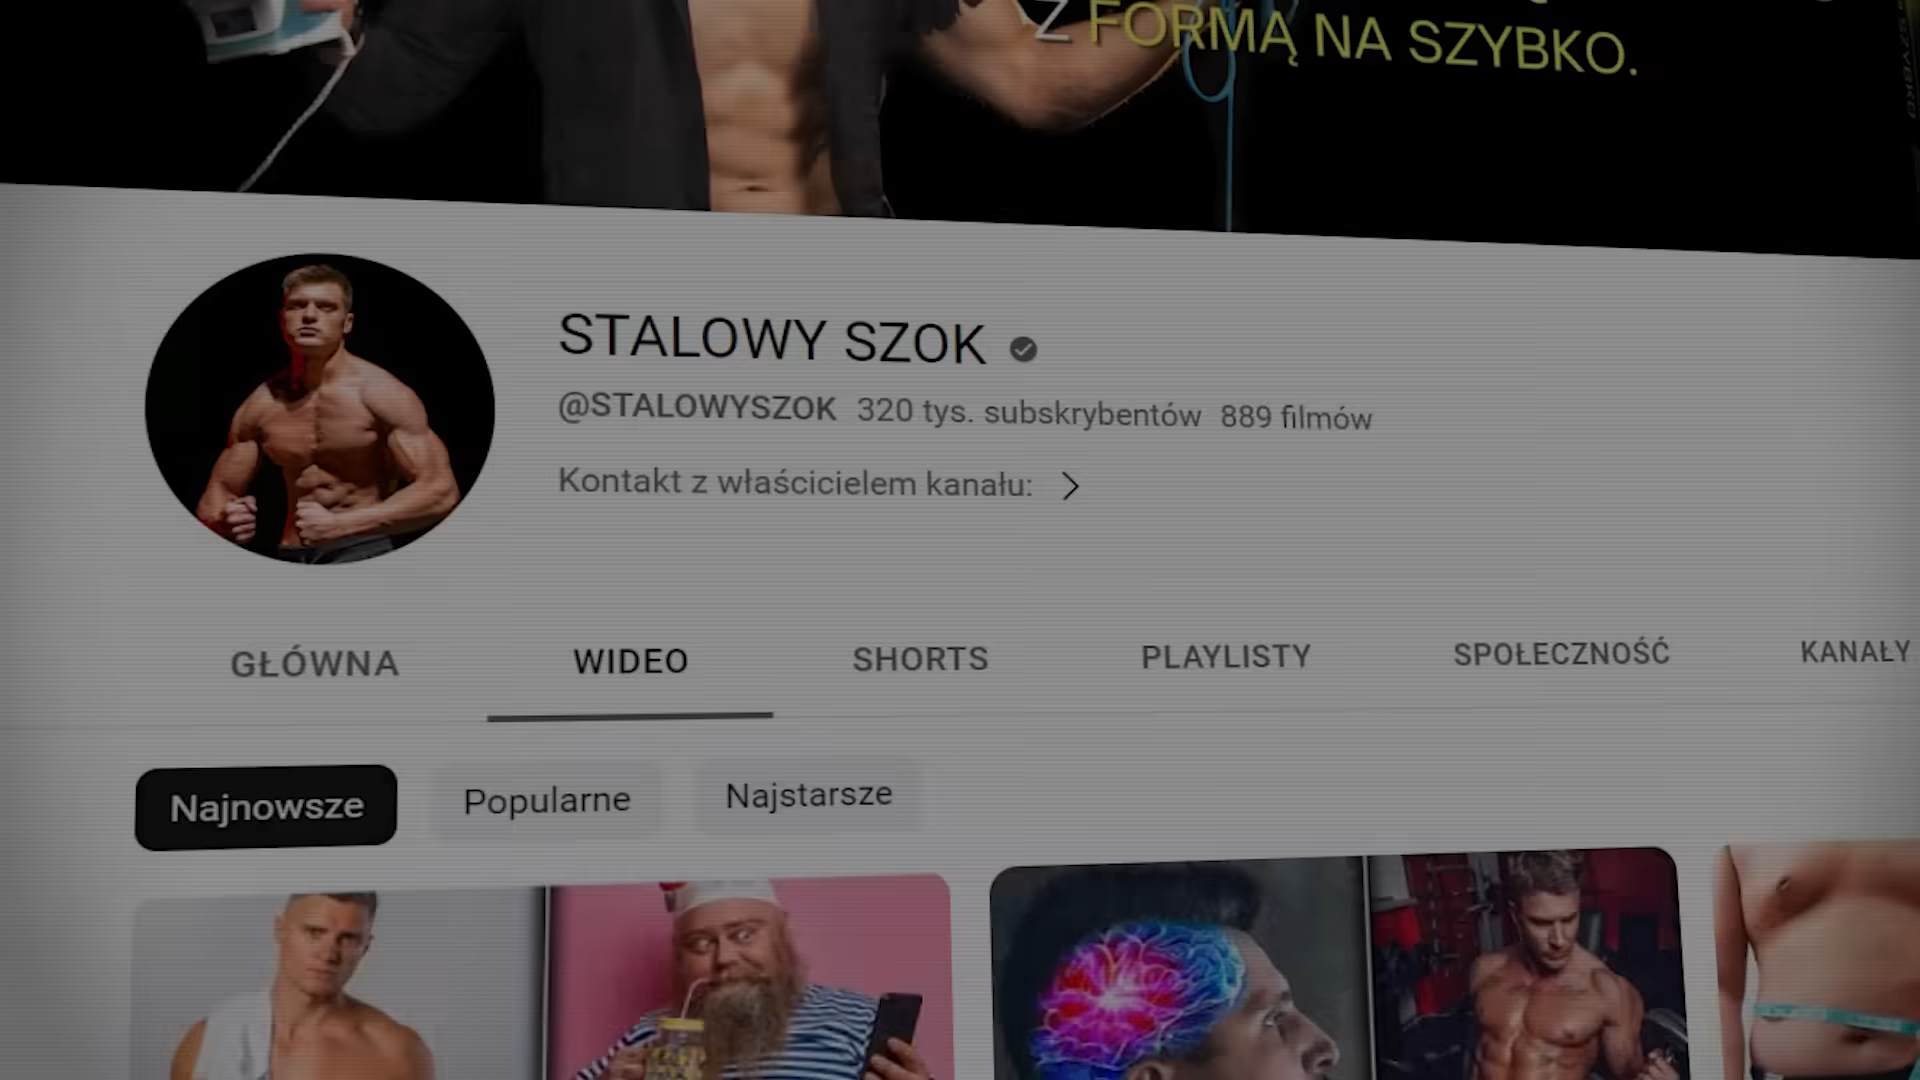 Z FORMĄ NA SZYBKO.
STALOWY SZOK
@STALOWYSZOK 320 tys. subskrybentów 889 filmów
Kontakt z właścicielem kanału:
GŁÓWNA WIDEO SHORTS PLAYLISTY SPOŁECZNOŚĆ KANAŁY
Najnowsze Popularne Najstarsze